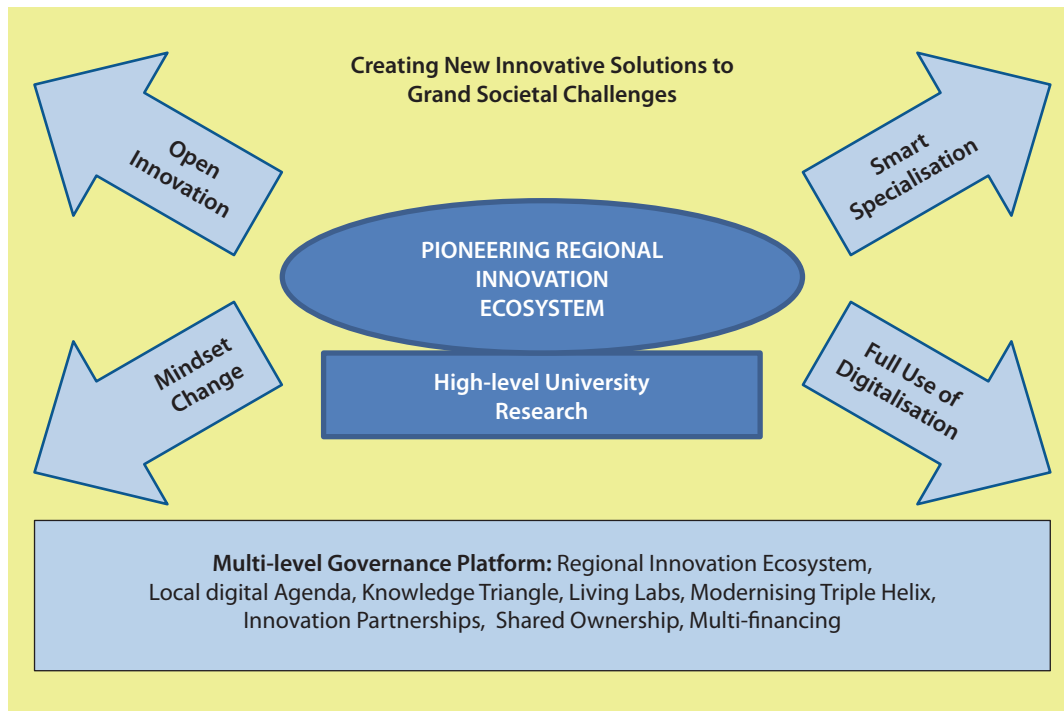 Creating New Innovative Solutions to
Grand Societal Challenges
Open
Innovation
Smart
Specialisation
PIONEERING REGIONAL
INNOVATION
ECOSYSTEM
Mindset
Change
High-level University
Research
Full Use of
Digitalisation
Multi-level Governance Platform: Regional Innovation Ecosystem,
Local digital Agenda, Knowledge Triangle, Living Labs, Modernising Triple Helix,
Innovation Partnerships,  Shared Ownership, Multi-financing